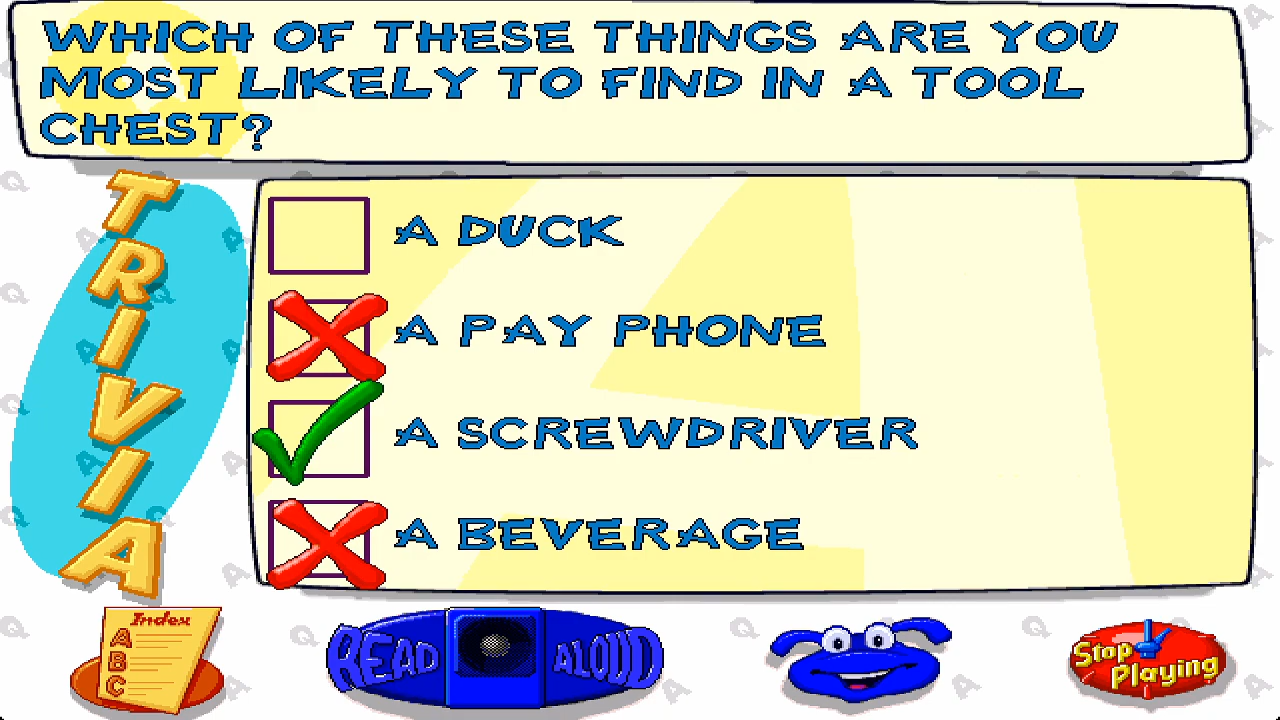 WHICH OF THESE THINGS ARE YOU
MOST LIKELY TO FIND IN A TOOL
CHEST?
TRIVIA
A DUCK
A PAY PHONE
A SCREWDRIVER
A BEVERAGE
Index
A
B
C
READ ALOUD
Stop
Playing